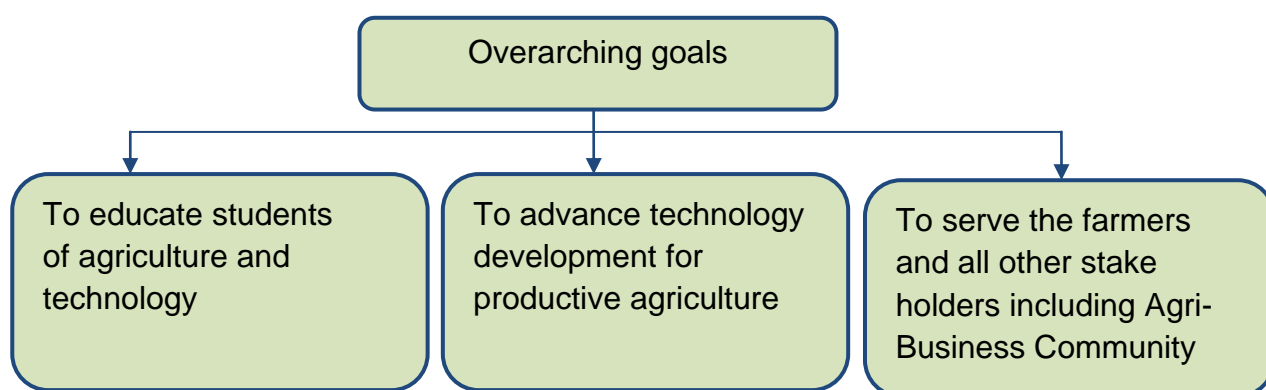 Overarching goals
To educate students
of agriculture and
technology
To advance technology
development for
productive agriculture
To serve the farmers
and all other stake
holders including Agri-
Business Community